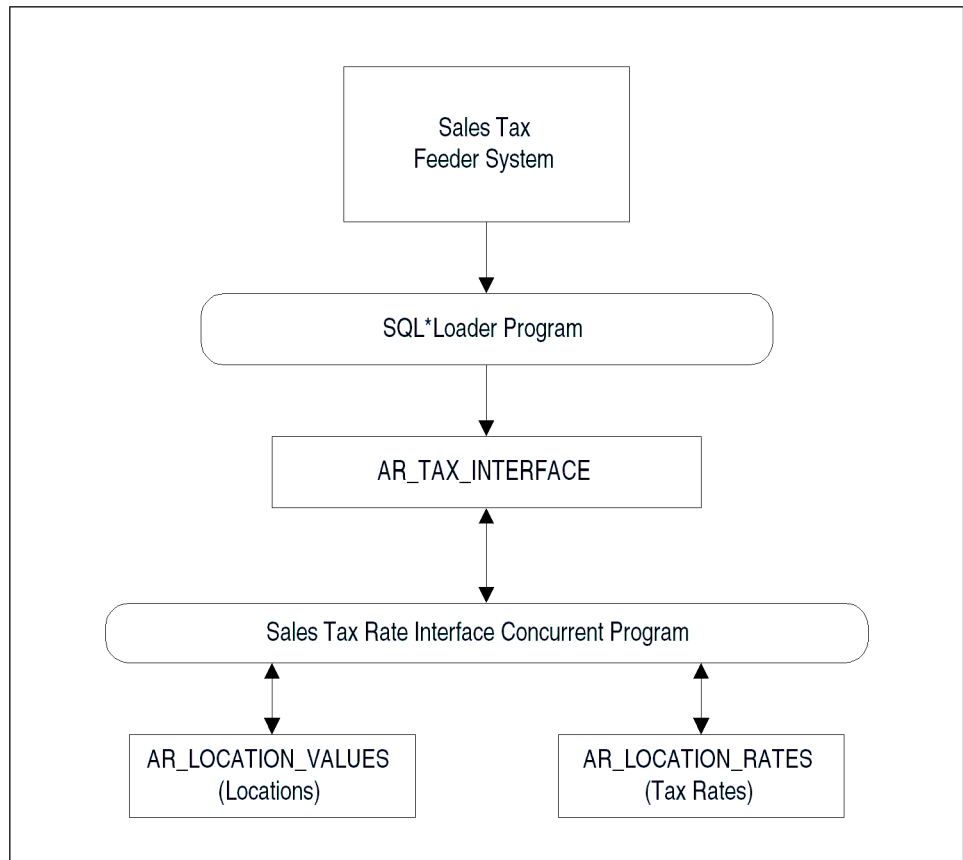 Sales Tax
Feeder System
SQL*Loader Program
AR_TAX_INTERFACE
Sales Tax Rate Interface Concurrent Program
AR_LOCATION_VALUES
(Locations)
AR_LOCATION_RATES
(Tax Rates)